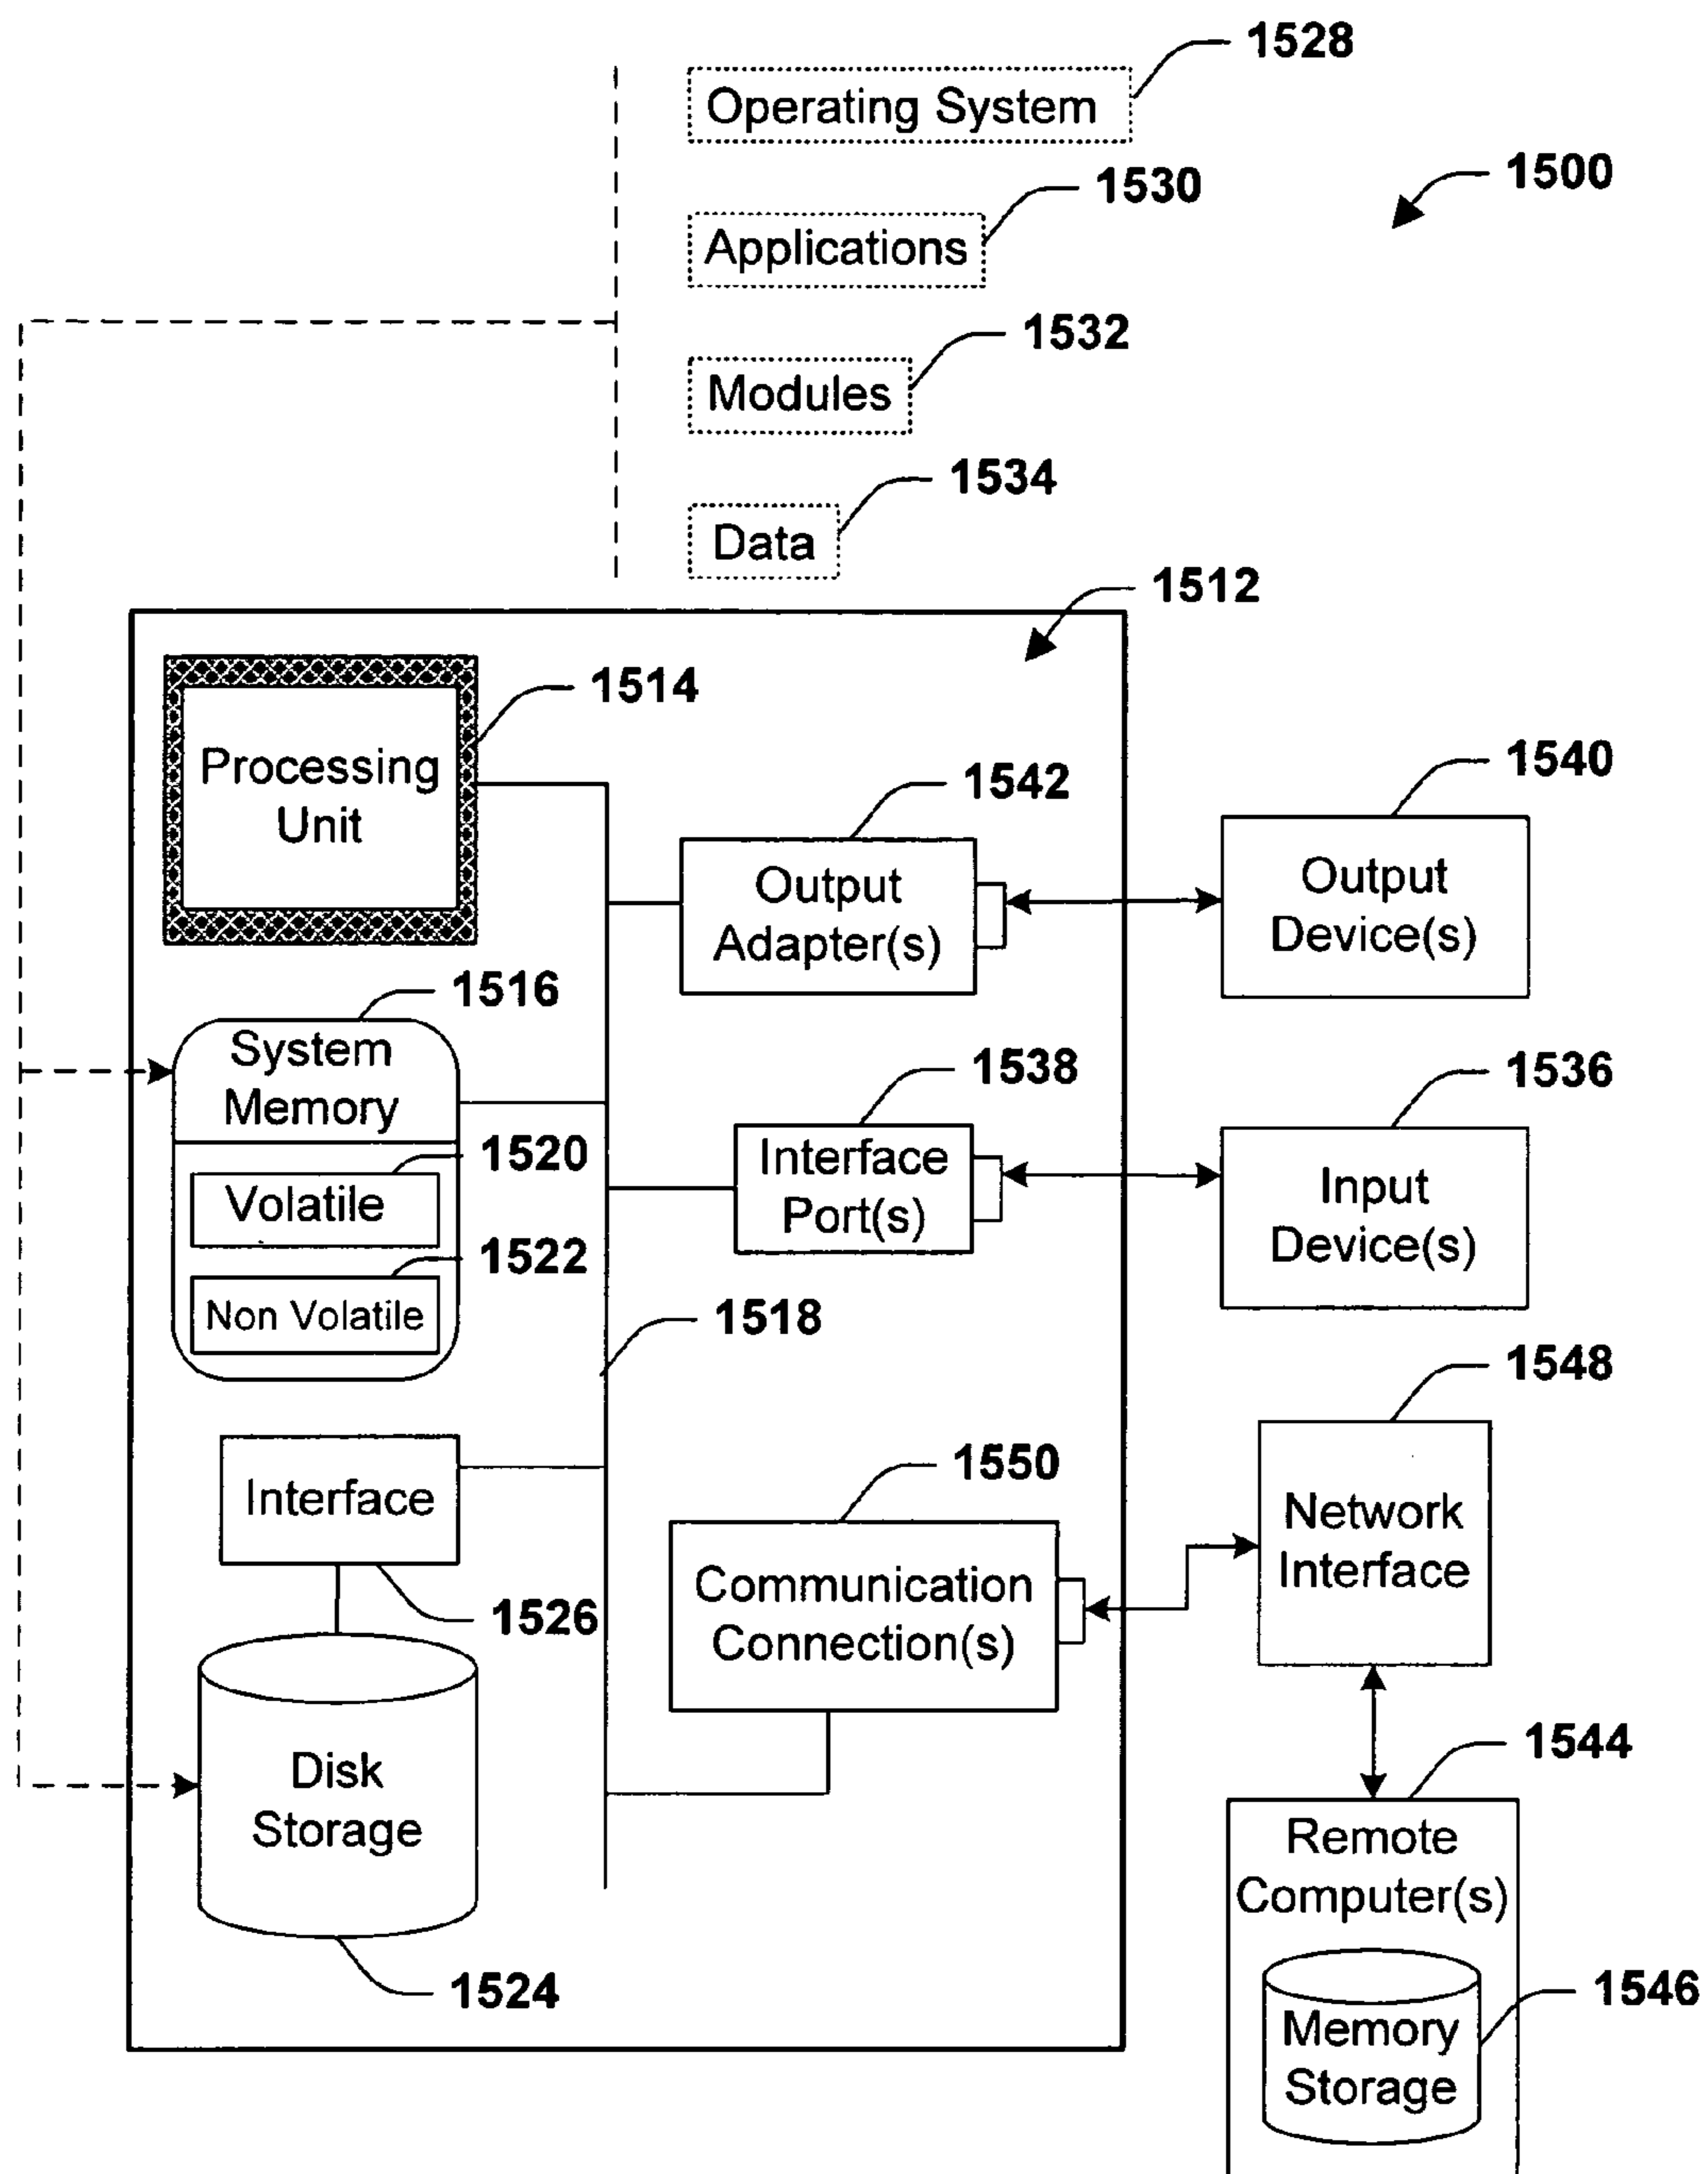 1528
Operating System
1500
1530
Applications
1532
Modules
1534
Data
1512
1514
Processing
Unit
1542
Output
Adapter(s)
1540
Output
Device(s)
1516
System
Memory
1520
Volatile
1522
Non Volatile
1538
Interface
Port(s)
1536
Input
Device(s)
1518
1548
Network
Interface
Interface
1526
1550
Communication
Connection(s)
Disk
Storage
1524
1544
Remote
Computer(s)
1546
Memory
Storage